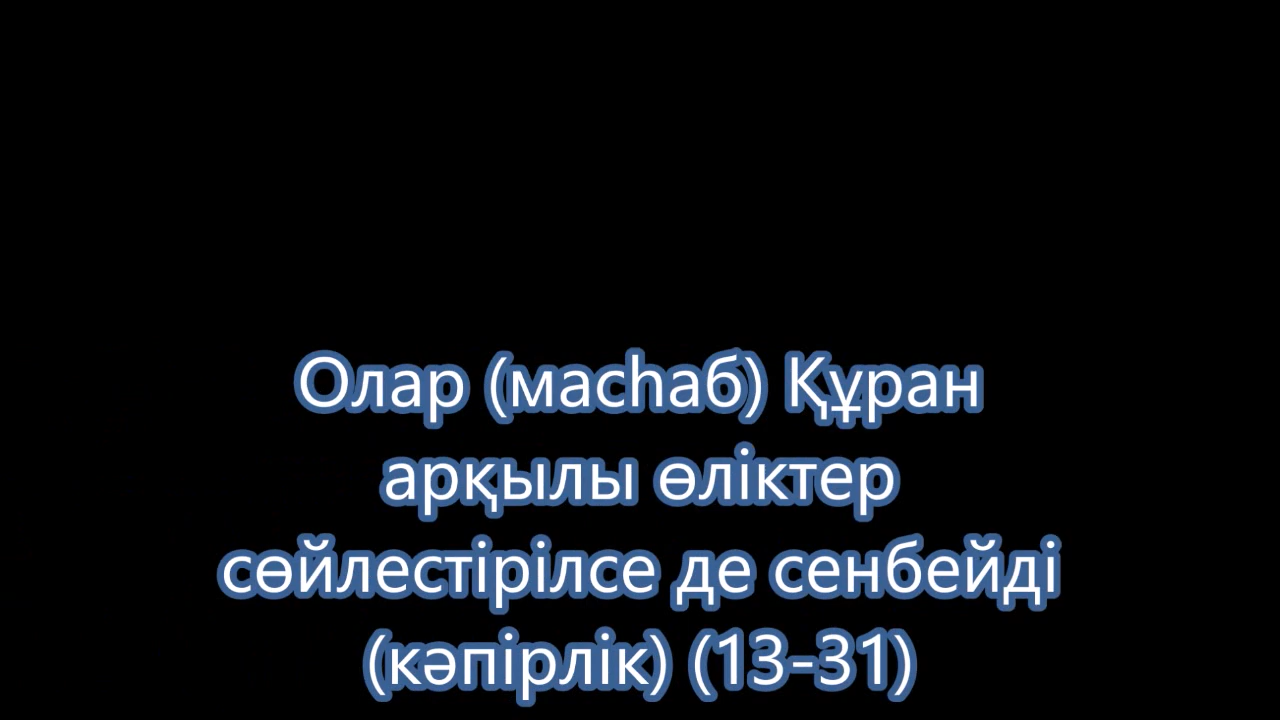 Олар (масһаб) Құран
арқылы өліктер
сөйлестірілсе де сенбейді
(кәпірлік) (13-31)